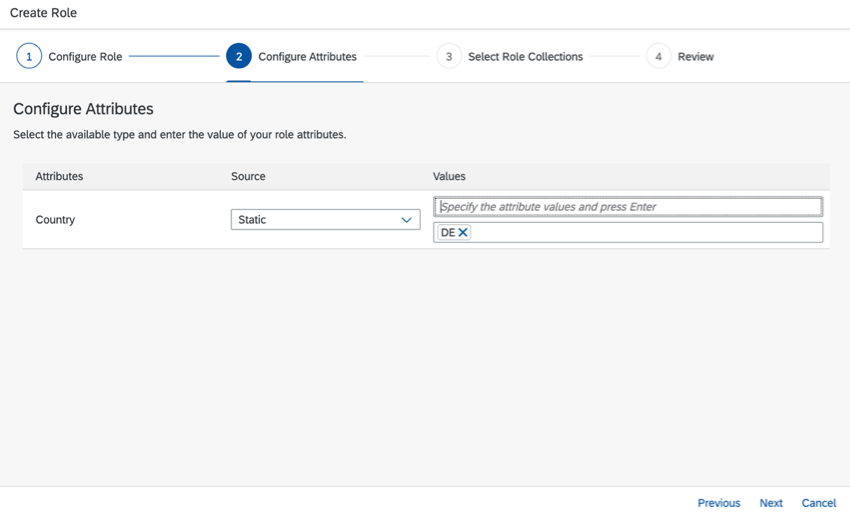 Create Role
1 Configure Role 2 Configure Attributes 3 Select Role Collections 4 Review
Configure Attributes
Select the available type and enter the value of your role attributes.
Attributes Source Values
Country Static Specify the attribute values and press Enter
DE
Previous Next Cancel